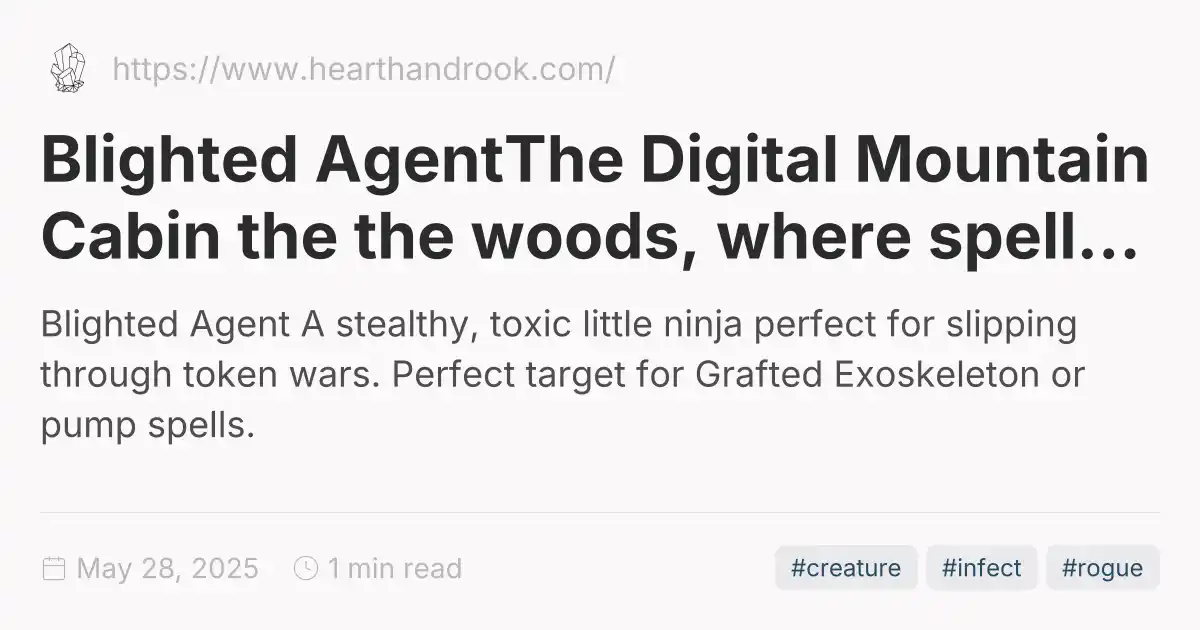 https://www.hearthandrook.com/
Blighted AgentThe Digital Mountain
Cabin the the woods, where spell...
Blighted Agent A stealthy, toxic little ninja perfect for slipping
through token wars. Perfect target for Grafted Exoskeleton or
pump spells.
May 28, 2025 1 min read #creature #infect #rogue